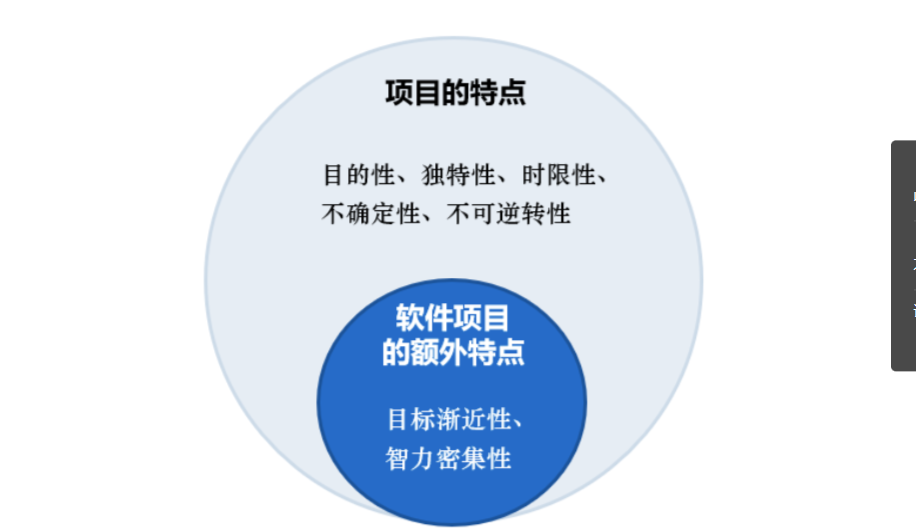 项目的特点
目的性、独特性、时限性、
不确定性、不可逆转性
软件项目
的额外特点
目标渐近性、
智力密集性